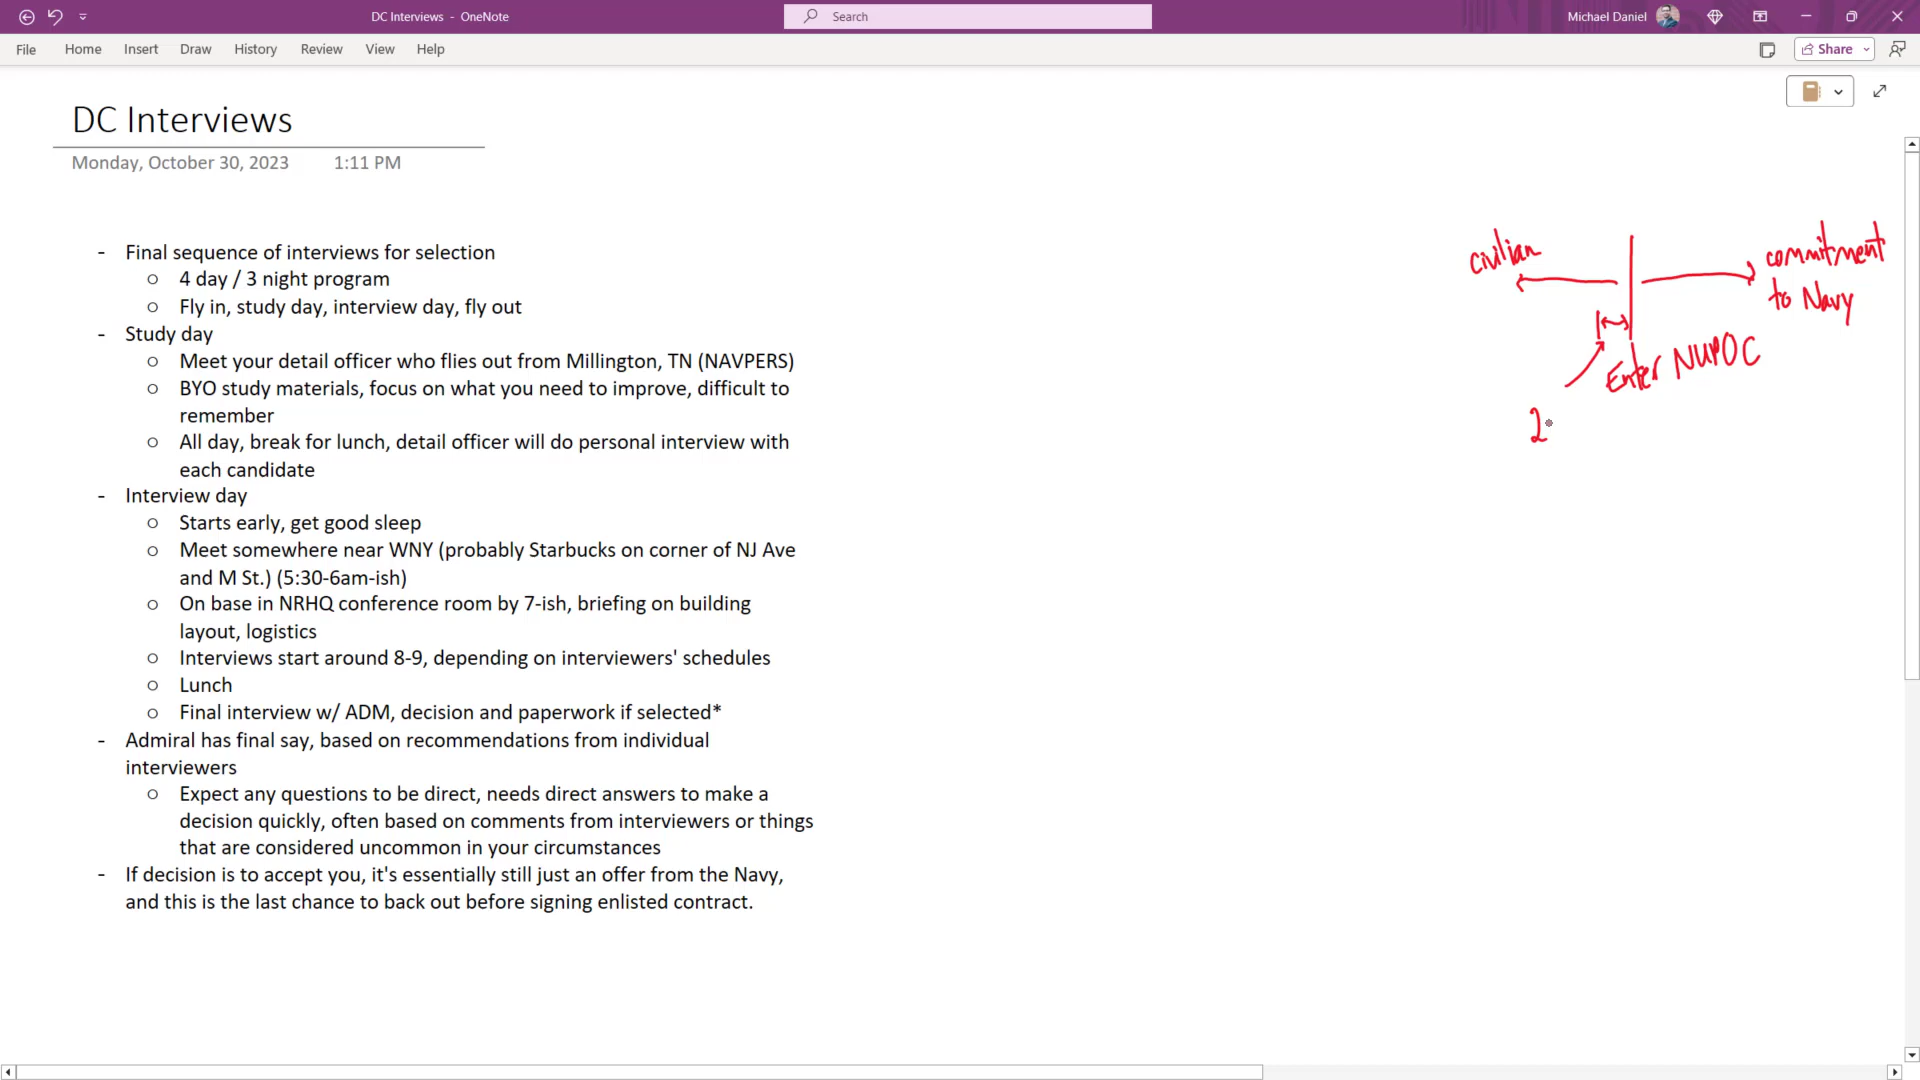 DC Interviews - OneNote
Search
Michael Daniel
File Home Insert Draw History Review View Help
Share
DC Interviews
Monday, October 30, 2023 1:11 PM
- Final sequence of interviews for selection
○ 4 day / 3 night program
○ Fly in, study day, interview day, fly out
- Study day
○ Meet your detail officer who flies out from Millington, TN (NAVPERS)
○ BYO study materials, focus on what you need to improve, difficult to
remember
○ All day, break for lunch, detail officer will do personal interview with
each candidate
- Interview day
○ Starts early, get good sleep
○ Meet somewhere near WNY (probably Starbucks on corner of NJ Ave
and M St.) (5:30-6am-ish)
○ On base in NRHQ conference room by 7-ish, briefing on building
layout, logistics
○ Interviews start around 8-9, depending on interviewers' schedules
○ Lunch
○ Final interview w/ ADM, decision and paperwork if selected*
- Admiral has final say, based on recommendations from individual
interviewers
○ Expect any questions to be direct, needs direct answers to make a
decision quickly, often based on comments from interviewers or things
that are considered uncommon in your circumstances
- If decision is to accept you, it's essentially still just an offer from the Navy,
and this is the last chance to back out before signing enlisted contract.
civilian
commitment
to Navy
Enter NUPOC
2